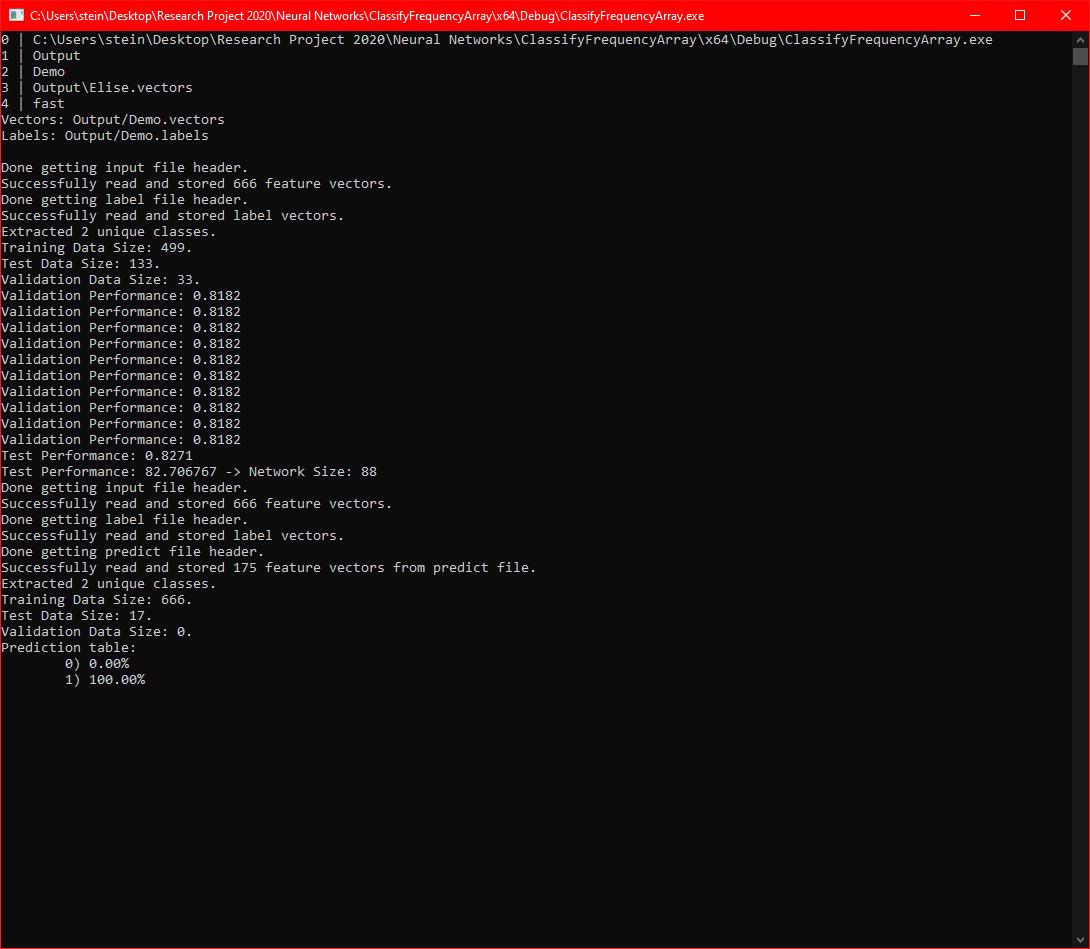 C:\Users\stein\Desktop\Research Project 2020\Neural Networks\ClassifyFrequencyArray\x64\Debug\ClassifyFrequencyArray.exe
0 | C:\Users\stein\Desktop\Research Project 2020\Neural Networks\ClassifyFrequencyArray\x64\Debug\ClassifyFrequencyArray.exe
1 | Output
2 | Demo
3 | Output\Elise.vectors
4 | fast
Vectors: Output/Demo.vectors
Labels: Output/Demo.labels
Done getting input file header.
Successfully read and stored 666 feature vectors.
Done getting label file header.
Successfully read and stored label vectors.
Extracted 2 unique classes.
Training Data Size: 499.
Test Data Size: 133.
Validation Data Size: 33.
Validation Performance: 0.8182
Validation Performance: 0.8182
Validation Performance: 0.8182
Validation Performance: 0.8182
Validation Performance: 0.8182
Validation Performance: 0.8182
Validation Performance: 0.8182
Validation Performance: 0.8182
Validation Performance: 0.8182
Validation Performance: 0.8182
Test Performance: 0.8271
Test Performance: 82.706767 -> Network Size: 88
Done getting input file header.
Successfully read and stored 666 feature vectors.
Done getting label file header.
Successfully read and stored label vectors.
Done getting predict file header.
Successfully read and stored 175 feature vectors from predict file.
Extracted 2 unique classes.
Training Data Size: 666.
Test Data Size: 17.
Validation Data Size: 0.
Prediction table:
0) 0.00%
1) 100.00%